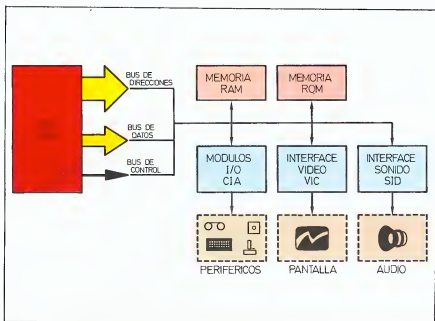 BUS DE
DIRECCIONES
BUS DE
DATOS
BUS DE
CONTROL
MEMORIA
RAM
MEMORIA
ROM
MODULOS
I/O
CIA
INTERFACE
VIDEO
VIC
INTERFACE
SONIDO
SID
PERIFERICOS
PANTALLA
AUDIO